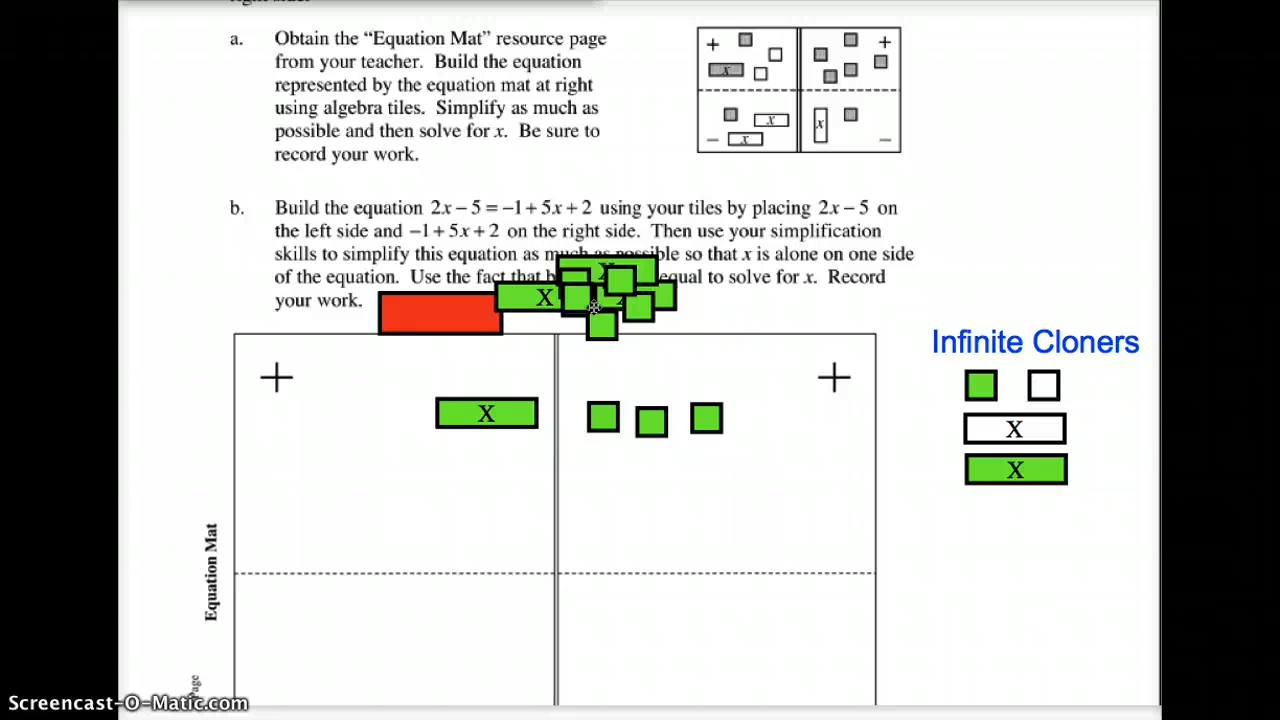 right side.
a. Obtain the “Equation Mat” resource page
from your teacher. Build the equation
represented by the equation mat at right
using algebra tiles. Simplify as much as
possible and then solve for x. Be sure to
record your work.
+ +
x
x x
x
– –
b. Build the equation 2x – 5 = –1 + 5x + 2 using your tiles by placing 2x – 5 on
the left side and –1 + 5x + 2 on the right side. Then use your simplification
skills to simplify this equation as much as possible so that x is alone on one side
of the equation. Use the fact that b equal to solve for x. Record
your work.
X
X
+ +
X
Infinite Cloners
X
X
Equation Mat
Page
Screencast-O-Matic.com